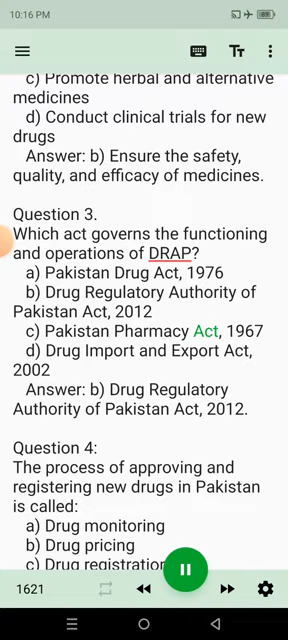 10:16 PM
c) Promote herbal and alternative
medicines
d) Conduct clinical trials for new
drugs
Answer: b) Ensure the safety,
quality, and efficacy of medicines.
Question 3.
Which act governs the functioning
and operations of DRAP?
a) Pakistan Drug Act, 1976
b) Drug Regulatory Authority of
Pakistan Act, 2012
c) Pakistan Pharmacy Act, 1967
d) Drug Import and Export Act,
2002
Answer: b) Drug Regulatory
Authority of Pakistan Act, 2012.
Question 4:
The process of approving and
registering new drugs in Pakistan
is called:
a) Drug monitoring
b) Drug pricing
c) Drug registration
1621